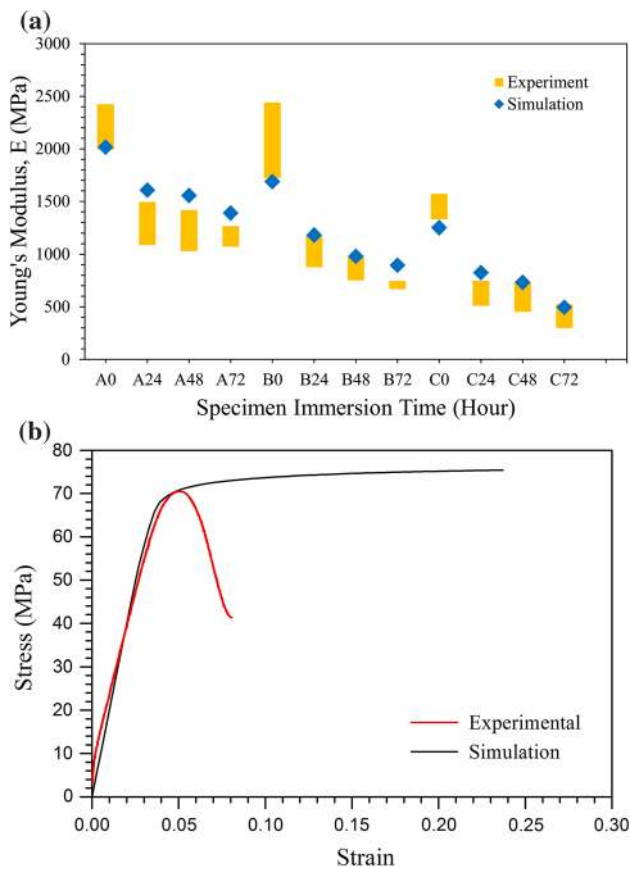 (a)
3000
2500
2000
1500
1000
500
0
Young's Modulus, E (MPa)
Experiment
Simulation
A0 A24 A48 A72 B0 B24 B48 B72 C0 C24 C48 C72
Specimen Immersion Time (Hour)
(b)
80
70
60
50
40
30
20
10
0
Stress (MPa)
Experimental
Simulation
0.00 0.05 0.10 0.15 0.20 0.25 0.30
Strain